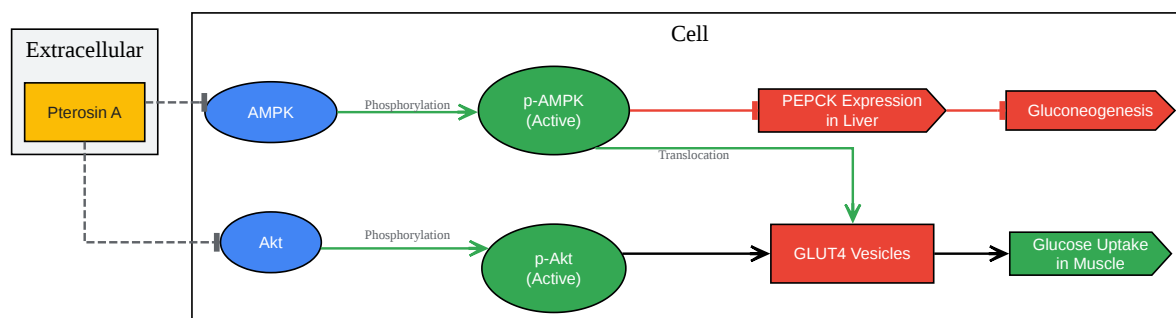 Cell
Extracellular
Pterosin A
AMPK
Phosphorylation
p-AMPK
(Active)
PEPCK Expression
in Liver
Gluconeogenesis
Translocation
Akt
Phosphorylation
p-Akt
(Active)
GLUT4 Vesicles
Glucose Uptake
in Muscle